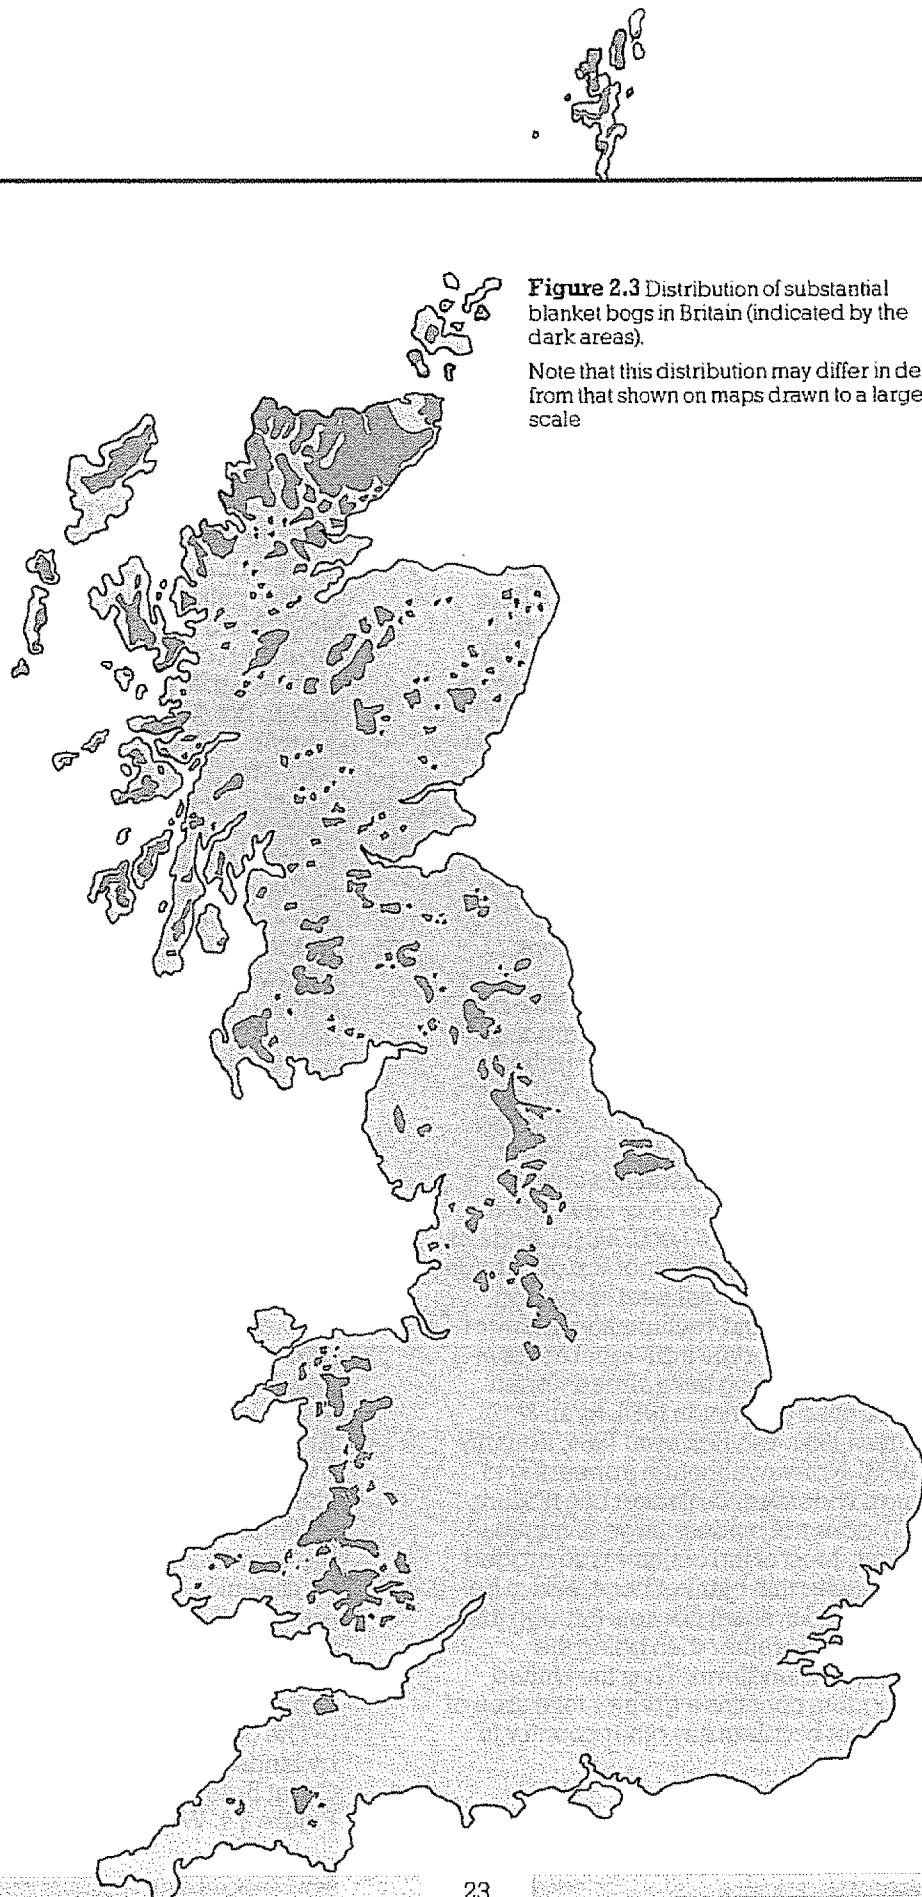 Figure 2.3 Distribution of substantial
blanket bogs in Britain (indicated by the
dark areas).
Note that this distribution may differ in de
from that shown on maps drawn to a large
scale
23